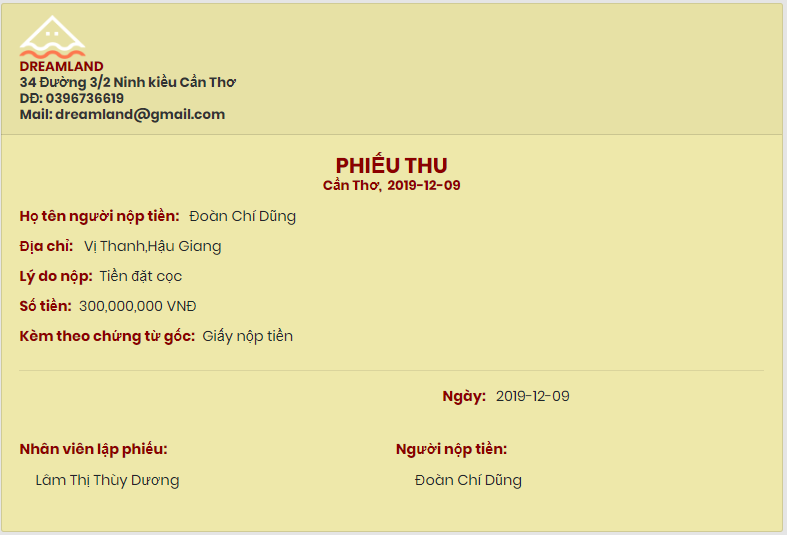 DREAMLAND
34 Đường 3/2 Ninh kiều Cần Thơ
DĐ: 0396736619
Mail: dreamland@gmail.com
PHIẾU THU
Cần Thơ, 2019-12-09
Họ tên người nộp tiền: Đoàn Chí Dũng
Địa chỉ: Vị Thanh,Hậu Giang
Lý do nộp: Tiền đặt cọc
Số tiền: 300,000,000 VNĐ
Kèm theo chứng từ gốc: Giấy nộp tiền
Ngày: 2019-12-09
Nhân viên lập phiếu: Người nộp tiền:
Lâm Thị Thùy Dương Đoàn Chí Dũng